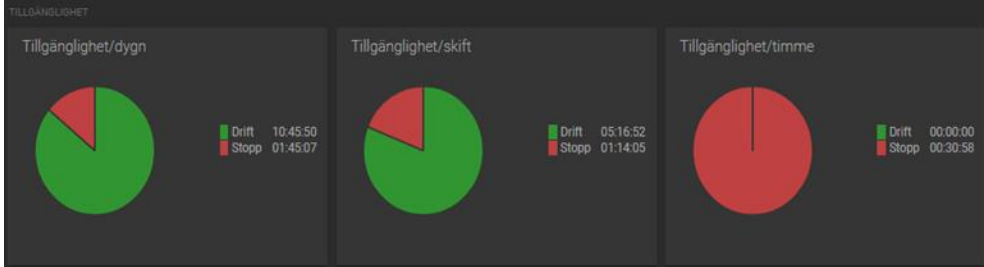 TILLGÄNGLIGHET
Tillgänglighet/dygn
Drift 10:45:50
Stopp 01:45:07
Tillgänglighet/skift
Drift 05:16:52
Stopp 01:14:05
Tillgänglighet/timme
Drift 00:00:00
Stopp 00:30:58